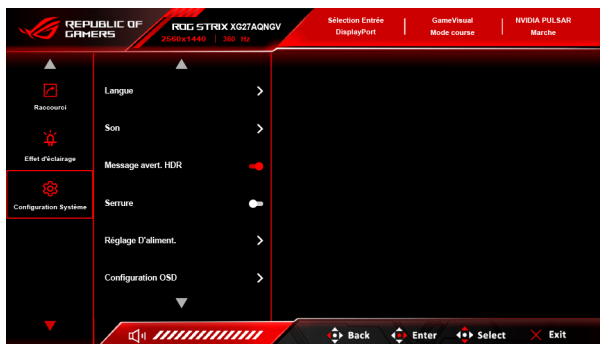 REPUBLIC OF
GAMERS
ROG STRIX XG27AQNGV
2560x1440 360 Hz
Sélection Entrée
DisplayPort
GameVisual
Mode course
NVIDIA PULSAR
Marche
Raccourci
Effet d'éclairage
Configuration Système
Langue
Son
Message avert. HDR
Serrure
Réglage D'aliment.
Configuration OSD
Back
Enter
Select
Exit